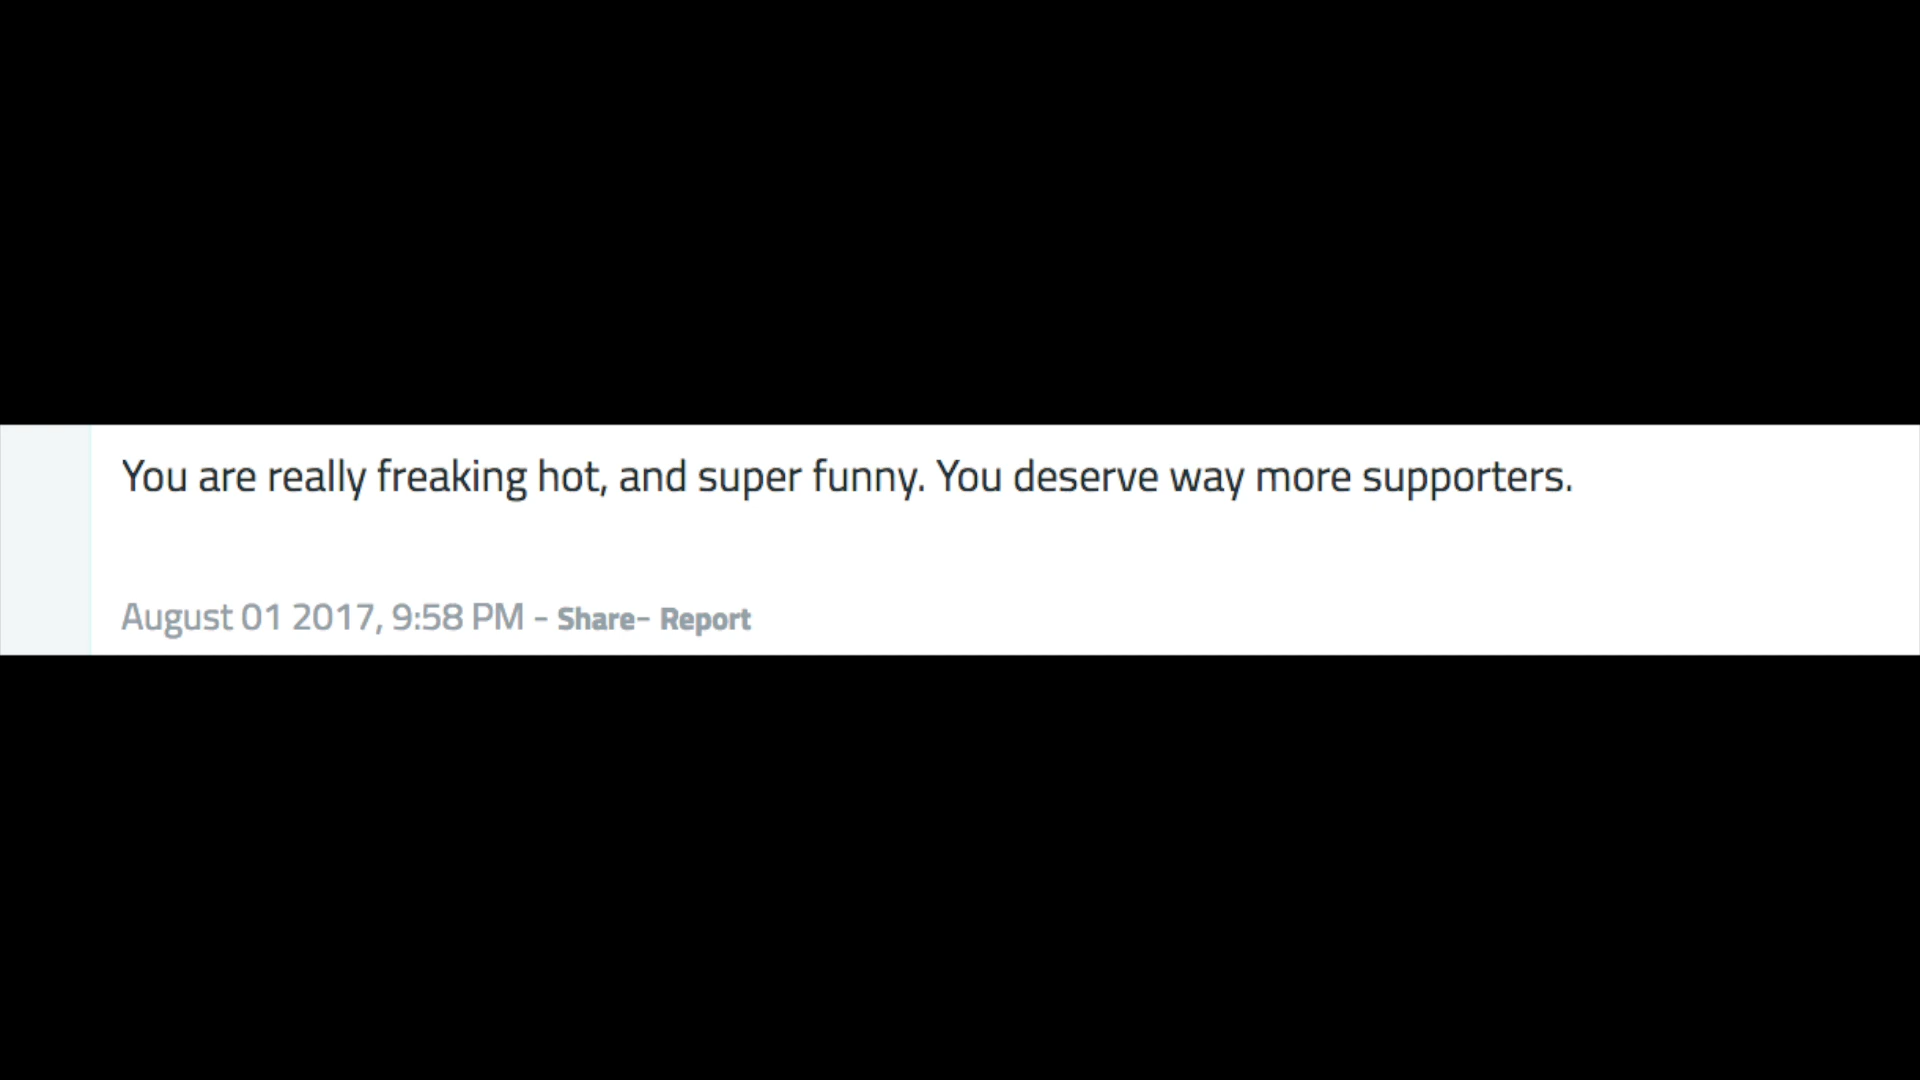 You are really freaking hot, and super funny. You deserve way more supporters.
August 01 2017, 9:58 PM - Share- Report